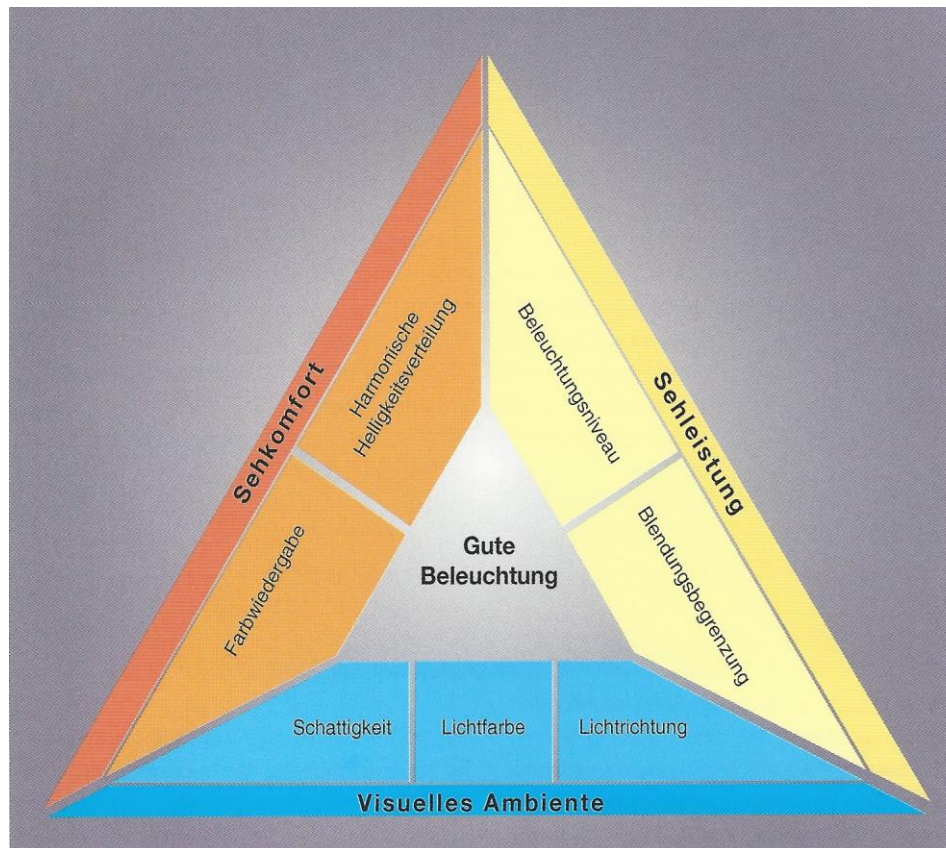 Sehkomfort
Harmonische
Helligkeitsverteilung
Farbwiedergabe
Sehleistung
Beleuchtungsniveau
Blendungsbegrenzung
Gute
Beleuchtung
Schattigkeit
Lichtfarbe
Lichtrichtung
Visuelles Ambiente